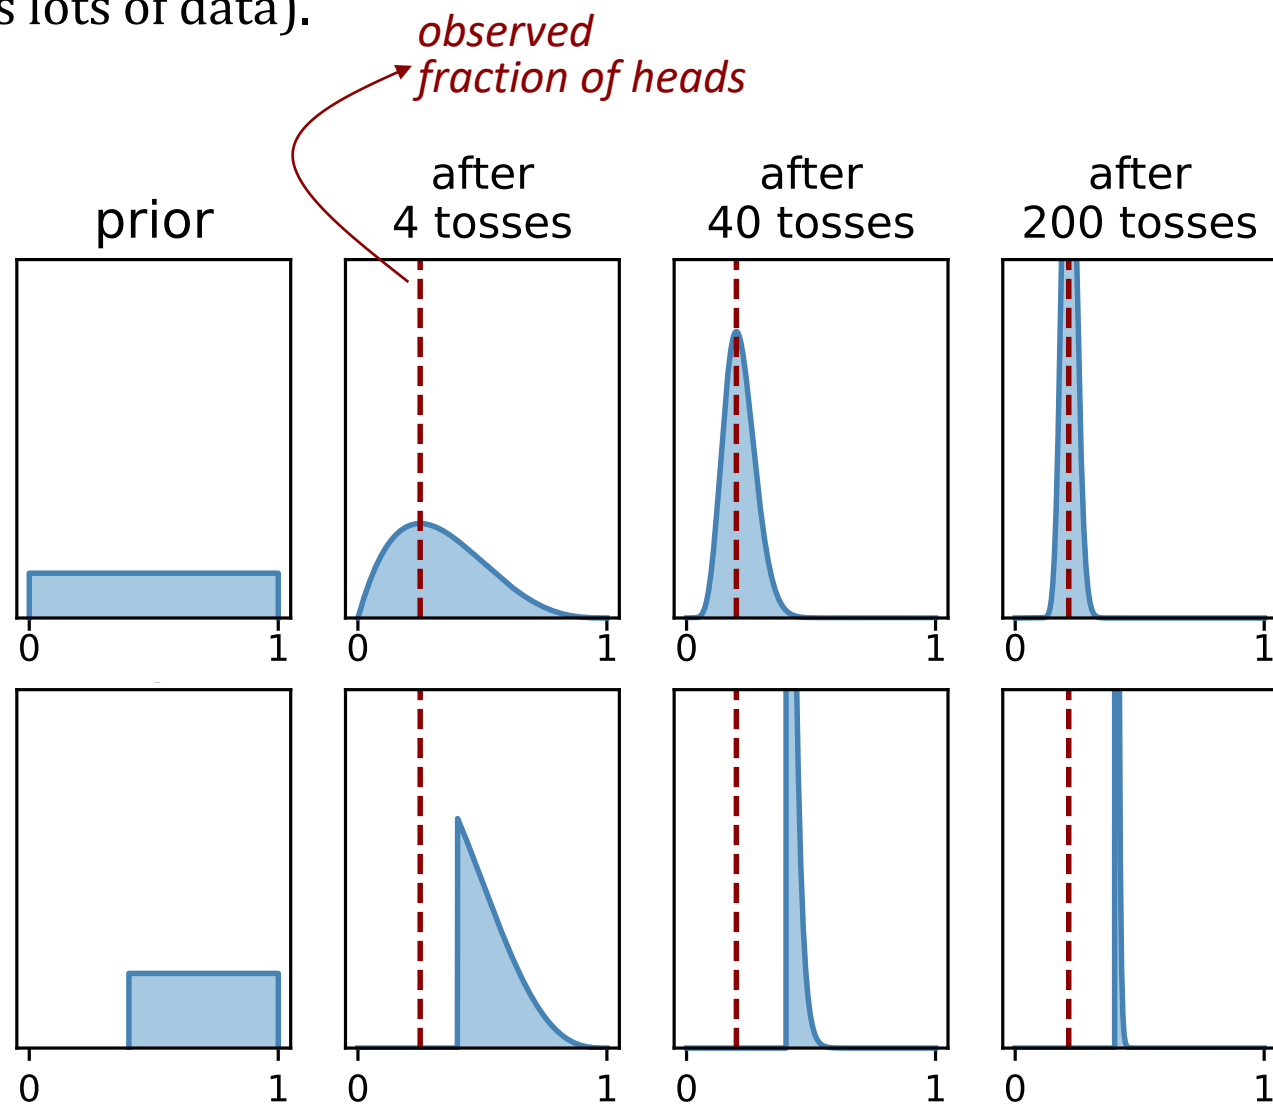 s lots of data).
observed
fraction of heads
prior
after
4 tosses
after
40 tosses
after
200 tosses
0 1
0 1
0 1
0 1
0 1
0 1
0 1
0 1